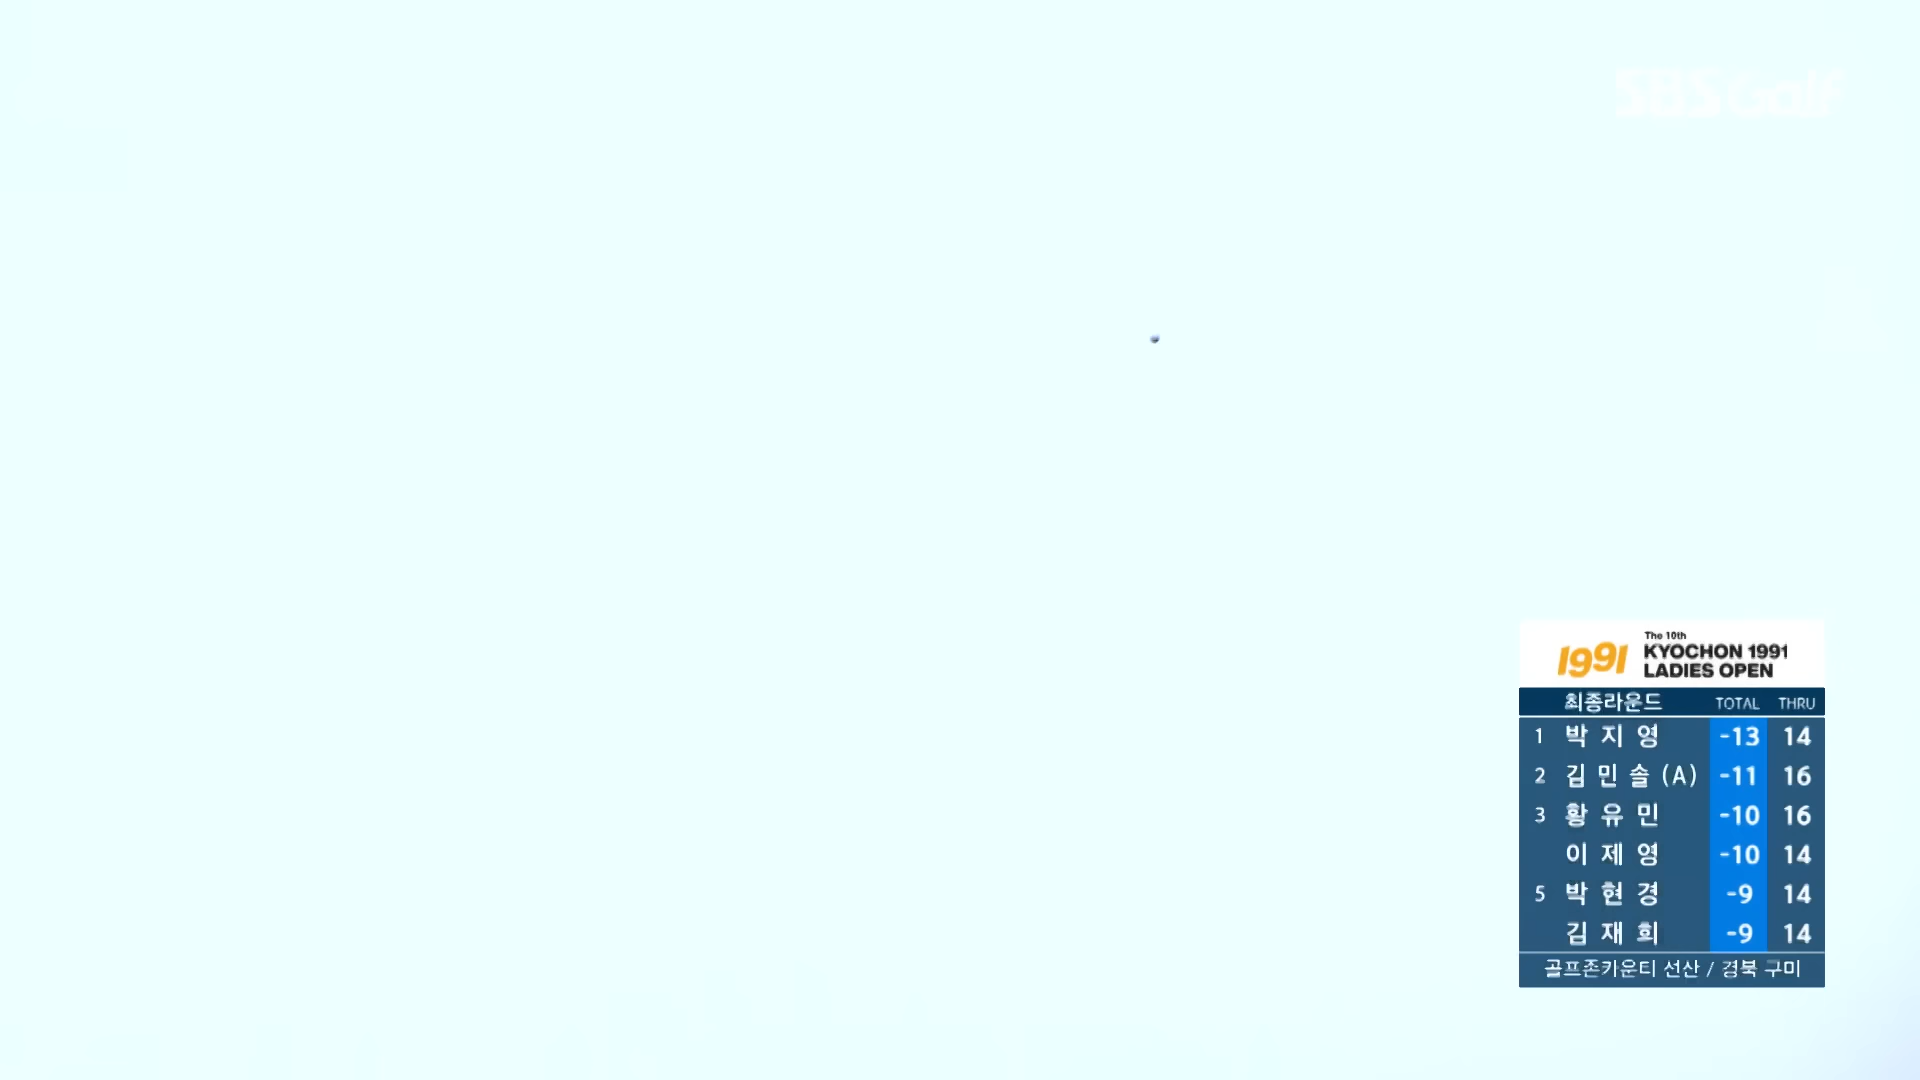 SBS Golf
1991
The 10th
KYOCHON 1991
LADIES OPEN
최종라운드 TOTAL THRU
1 박지영 -13 14
2 김민솔(A) -11 16
3 황유민 -10 16
이제영 -10 14
5 박현경 -9 14
김재희 -9 14
골프존카운티 선산 / 경북 구미